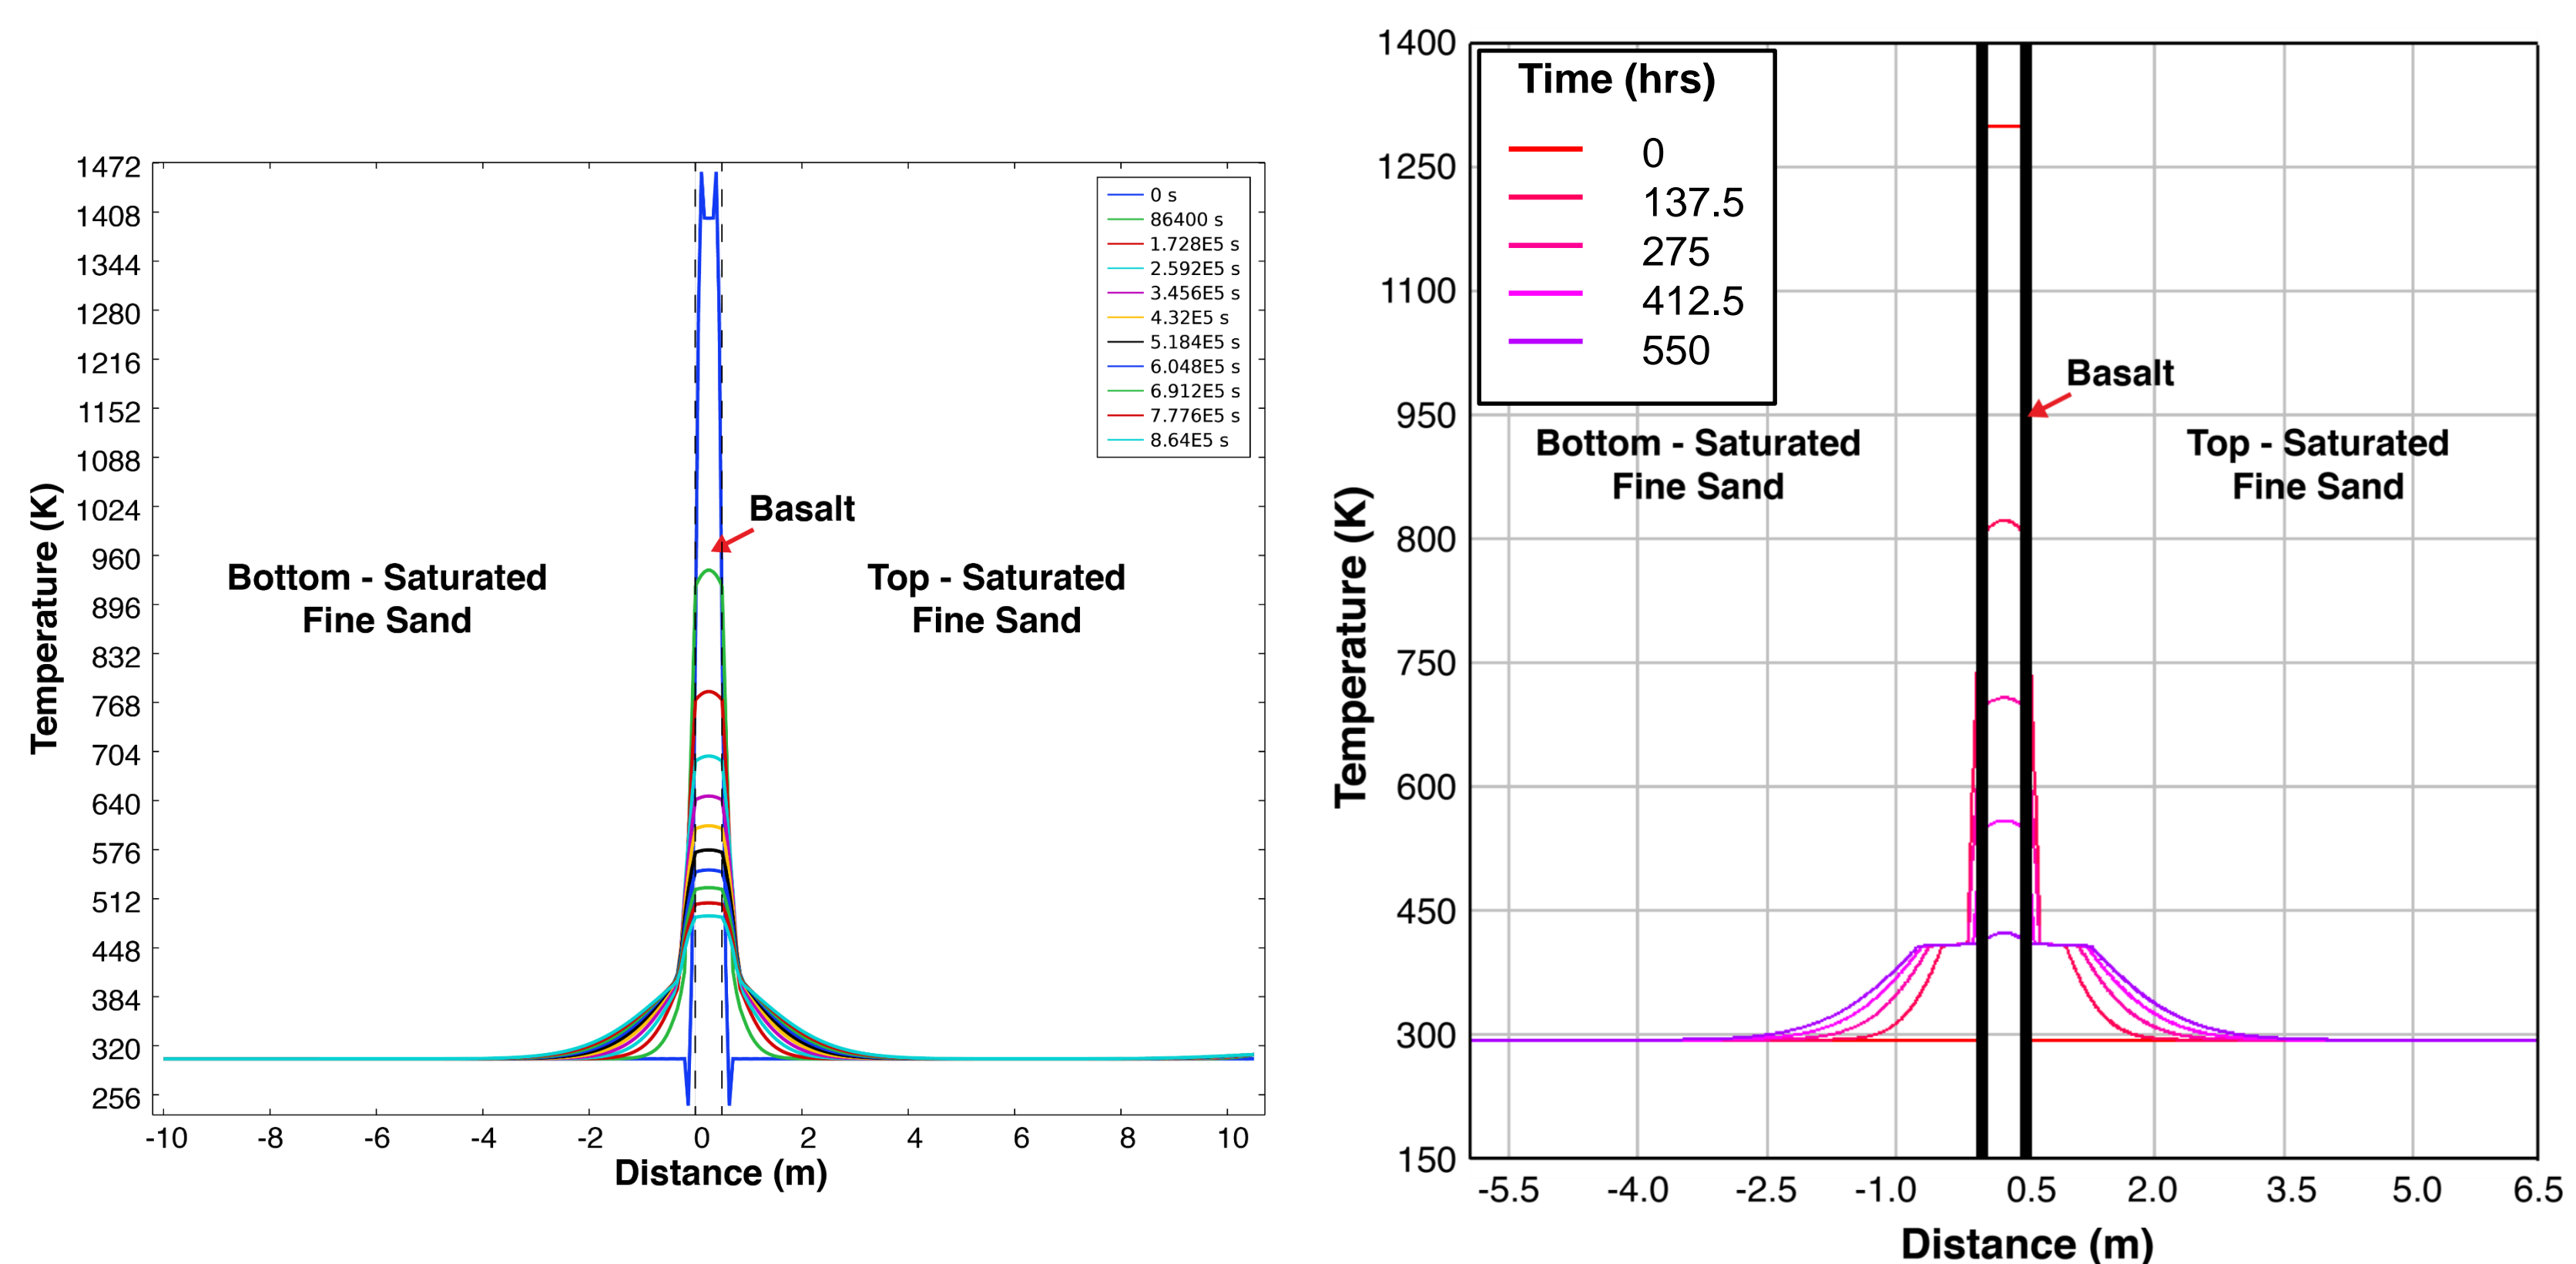 1472
1408
1344
1280
1216
1152
1088
1024
960
896
832
768
704
640
576
512
448
384
320
256
Temperature (K)
0 s
86400 s
1.728E5 s
2.592E5 s
3.456E5 s
4.32E5 s
5.184E5 s
6.048E5 s
6.912E5 s
7.776E5 s
8.64E5 s
Basalt
Bottom - Saturated
Fine Sand
Top - Saturated
Fine Sand
-10 -8 -6 -4 -2 0 2 4 6 8 10
Distance (m)
1400
1250
1100
950
800
750
600
450
300
150
Temperature (K)
Time (hrs)
0
137.5
275
412.5
550
Basalt
Bottom - Saturated
Fine Sand
Top - Saturated
Fine Sand
-5.5 -4.0 -2.5 -1.0 0.5 2.0 3.5 5.0 6.5
Distance (m)